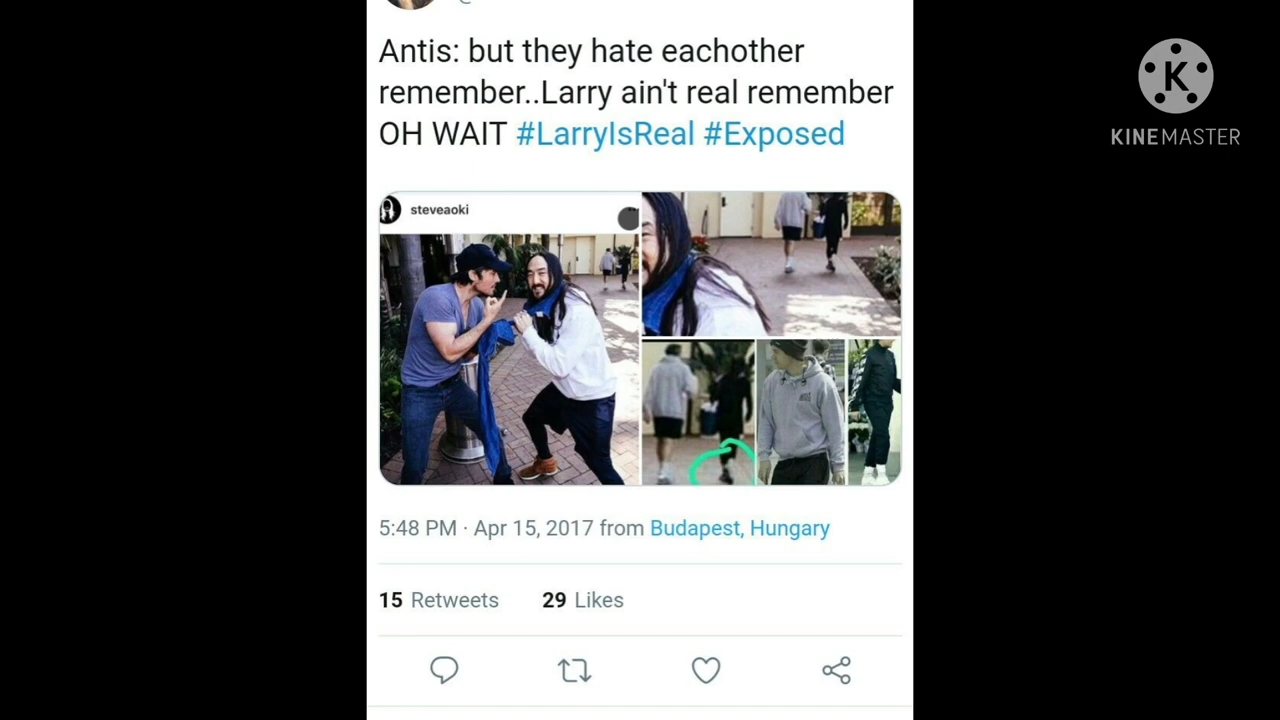 Antis: but they hate eachother
remember..Larry ain't real remember
OH WAIT #LarryIsReal #Exposed
K
KINEMASTER
steveaoki
5:48 PM · Apr 15, 2017 from Budapest, Hungary
15 Retweets 29 Likes